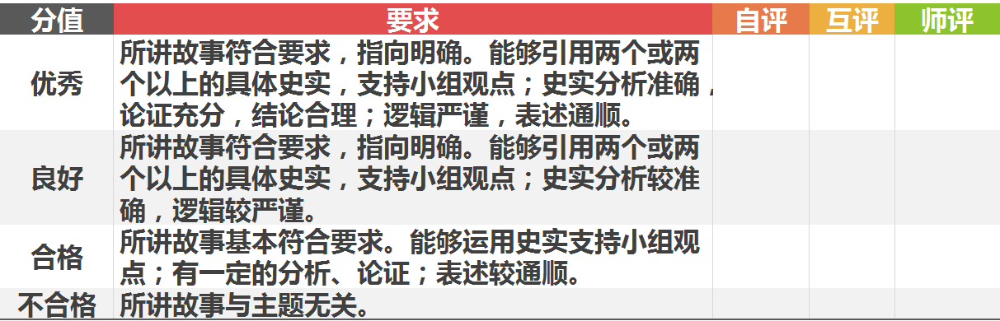 分值 要求 自评 互评 师评
优秀
所讲故事符合要求，指向明确。能够引用两个或两
个以上的具体史实，支持小组观点；史实分析准确，
论证充分，结论合理；逻辑严谨，表述通顺。
良好
所讲故事符合要求，指向明确。能够引用两个或两
个以上的具体史实，支持小组观点；史实分析较准
确，逻辑较严谨。
合格
所讲故事基本符合要求。能够运用史实支持小组观
点；有一定的分析、论证；表述较通顺。
不合格 所讲故事与主题无关。